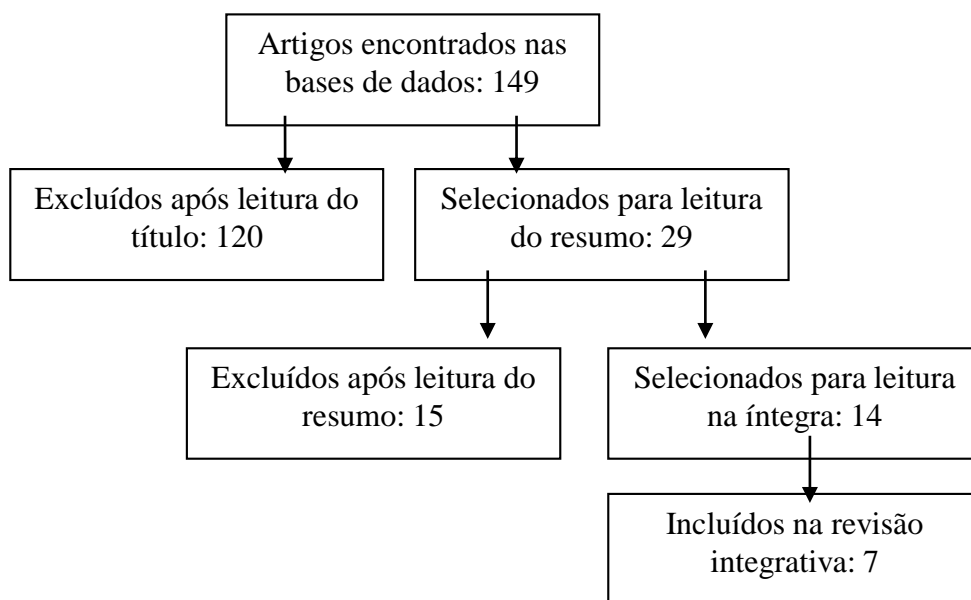 Artigos encontrados nas
bases de dados: 149
Excluídos após leitura do
título: 120
Selecionados para leitura
do resumo: 29
Excluídos após leitura do
resumo: 15
Selecionados para leitura
na íntegra: 14
Incluídos na revisão
integrativa: 7